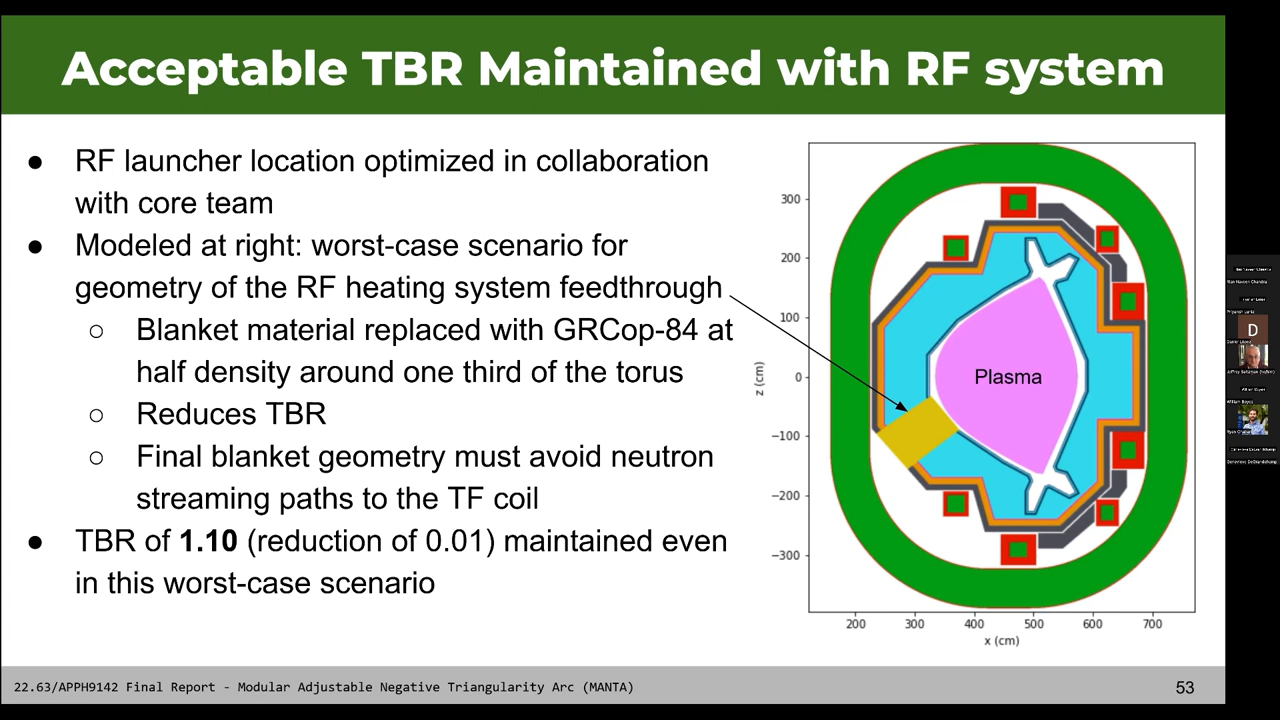 Acceptable TBR Maintained with RF system
● RF launcher location optimized in collaboration
with core team
● Modeled at right: worst-case scenario for
geometry of the RF heating system feedthrough
○ Blanket material replaced with GRCop-84 at
half density around one third of the torus
○ Reduces TBR
○ Final blanket geometry must avoid neutron
streaming paths to the TF coil
● TBR of 1.10 (reduction of 0.01) maintained even
in this worst-case scenario
z (cm)
300
200
100
0
−100
−200
−300
Plasma
200 300 400 500 600 700
x (cm)
22.63/APPH9142 Final Report - Modular Adjustable Negative Triangularity Arc (MANTA)
53
D